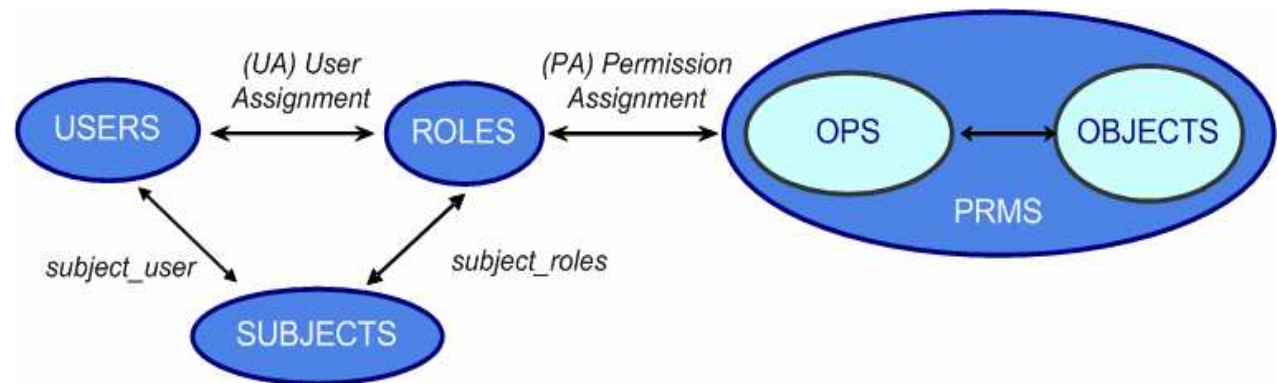 (UA) User
Assignment
(PA) Permission
Assignment
USERS
ROLES
OPS
OBJECTS
PRMS
subject_user
subject_roles
SUBJECTS